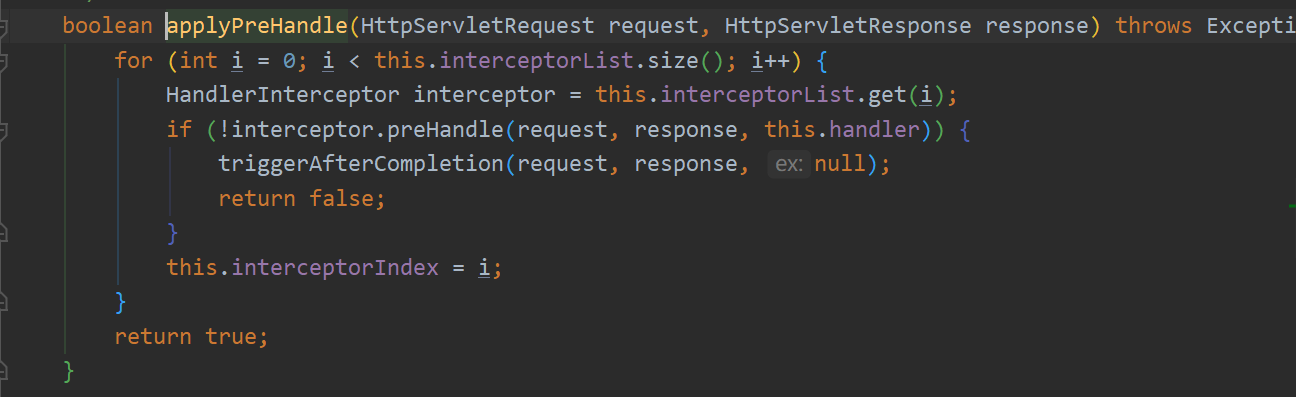 boolean applyPreHandle(HttpServletRequest request, HttpServletResponse response) throws Excepti
for (int i = 0; i < this.interceptorList.size(); i++) {
HandlerInterceptor interceptor = this.interceptorList.get(i);
if (!interceptor.preHandle(request, response, this.handler)) {
triggerAfterCompletion(request, response, ex: null);
return false;
}
this.interceptorIndex = i;
}
return true;
}